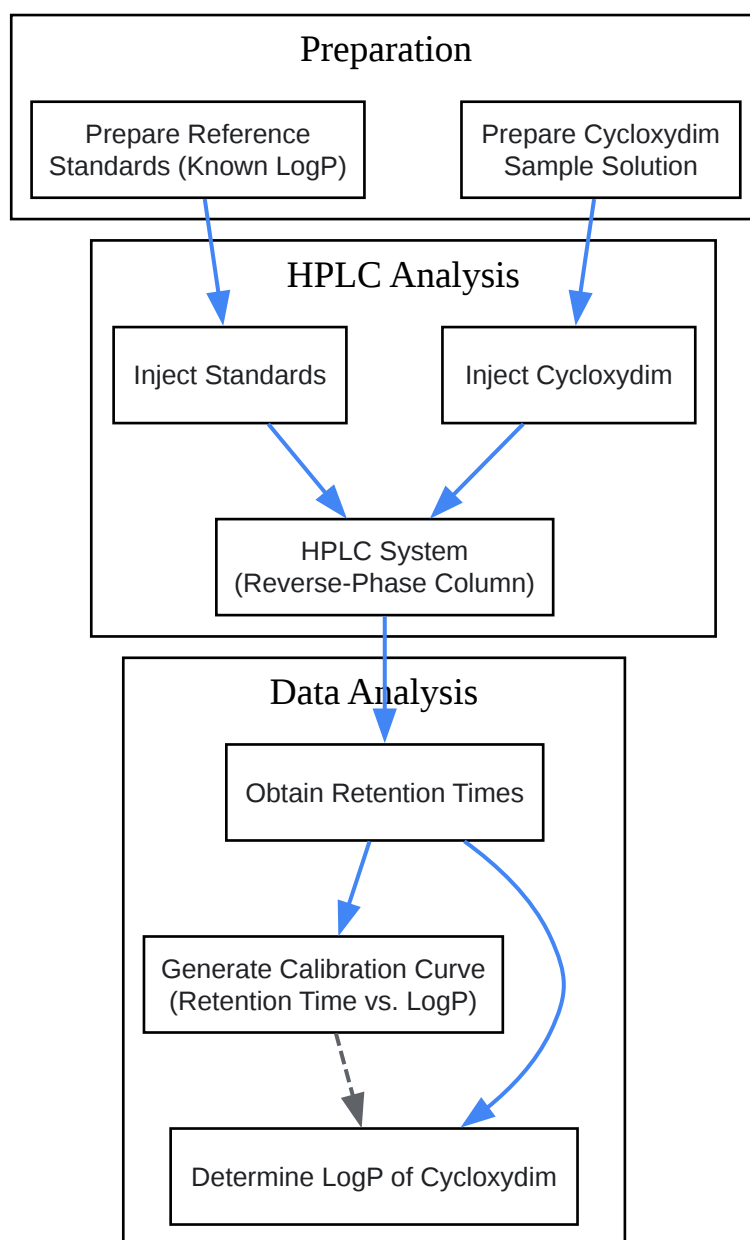 Preparation
Prepare Reference
Standards (Known LogP)
Prepare Cycloxydim
Sample Solution
HPLC Analysis
Inject Standards
Inject Cycloxydim
HPLC System
(Reverse-Phase Column)
Data Analysis
Obtain Retention Times
Generate Calibration Curve
(Retention Time vs. LogP)
Determine LogP of Cycloxydim